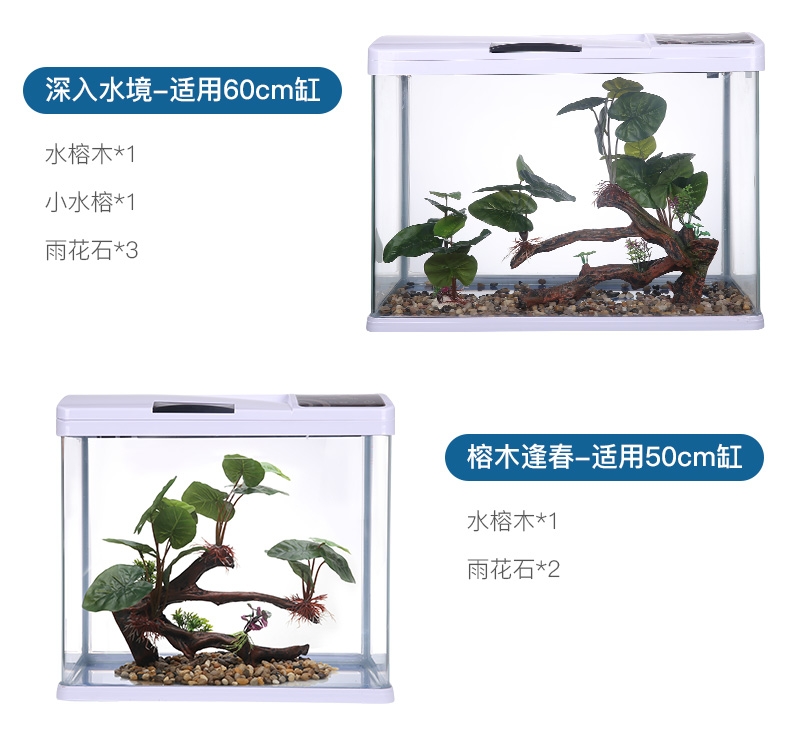 深入水境–适用60cm缸
水榕木*1
小水榕*1
雨花石*3
榕木逢春–适用50cm缸
水榕木*1
雨花石*2